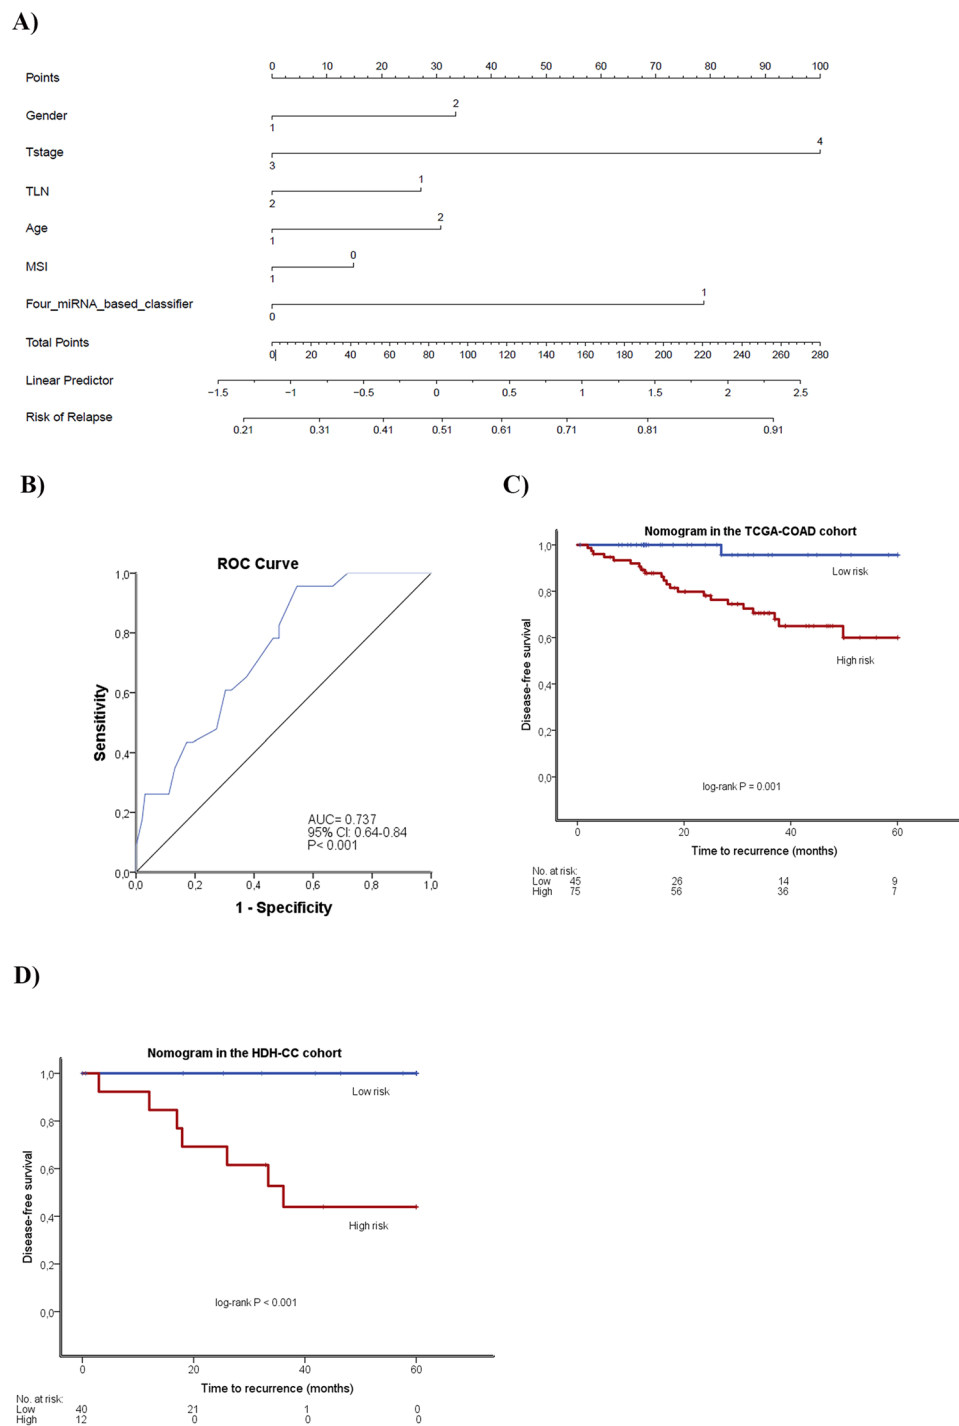 A)
Points 0 10 20 30 40 50 60 70 80 90 100
Gender 1 2
Tstage 3 4
TLN 2 1
Age 1 2
MSI 1 0
Four_miRNA_based_classifier 0 1
Total Points 0 20 40 60 80 100 120 140 160 180 200 220 240 260 280
Linear Predictor −1.5 −1 −0.5 0 0.5 1 1.5 2 2.5
Risk of Relapse 0.21 0.31 0.41 0.51 0.61 0.71 0.81 0.91
B)
ROC Curve
Sensitivity
1,0
0,8
0,6
0,4
0,2
0,0
0,0 0,2 0,4 0,6 0,8 1,0
1 - Specificity
AUC= 0.737
95% CI: 0.64-0.84
P< 0.001
C)
Nomogram in the TCGA-COAD cohort
Disease-free survival
1,0
0,8
0,6
0,4
0,2
0,0
Low risk
High risk
log-rank P = 0.001
0 20 40 60
Time to recurrence (months)
No. at risk:
Low 45 26 14 9
High 75 56 36 7
D)
Nomogram in the HDH-CC cohort
Disease-free survival
1,0
0,8
0,6
0,4
0,2
0,0
Low risk
High risk
log-rank P < 0.001
0 20 40 60
Time to recurrence (months)
No. at risk:
Low 40 21 1 0
High 12 0 0 0